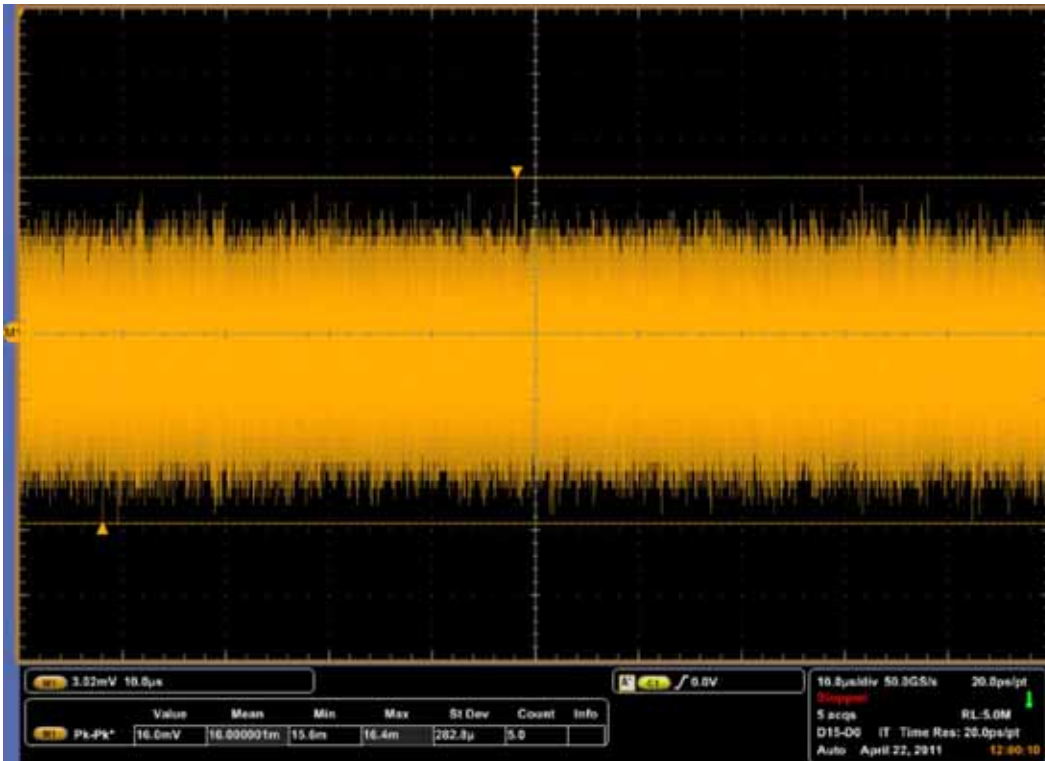 M1
M1 3.02mV 10.0µs
A' C1 0.0V
10.0µs/div 50.0GS/s 20.0ps/pt
Stopped
5 acqs RL:5.0M
D15-D0 IT Time Res: 20.0ps/pt
Auto April 22, 2011 12:00:10
Value Mean Min Max St Dev Count Info
M1 Pk-Pk* 16.0mV 16.000001m 15.6m 16.4m 282.8µ 5.0